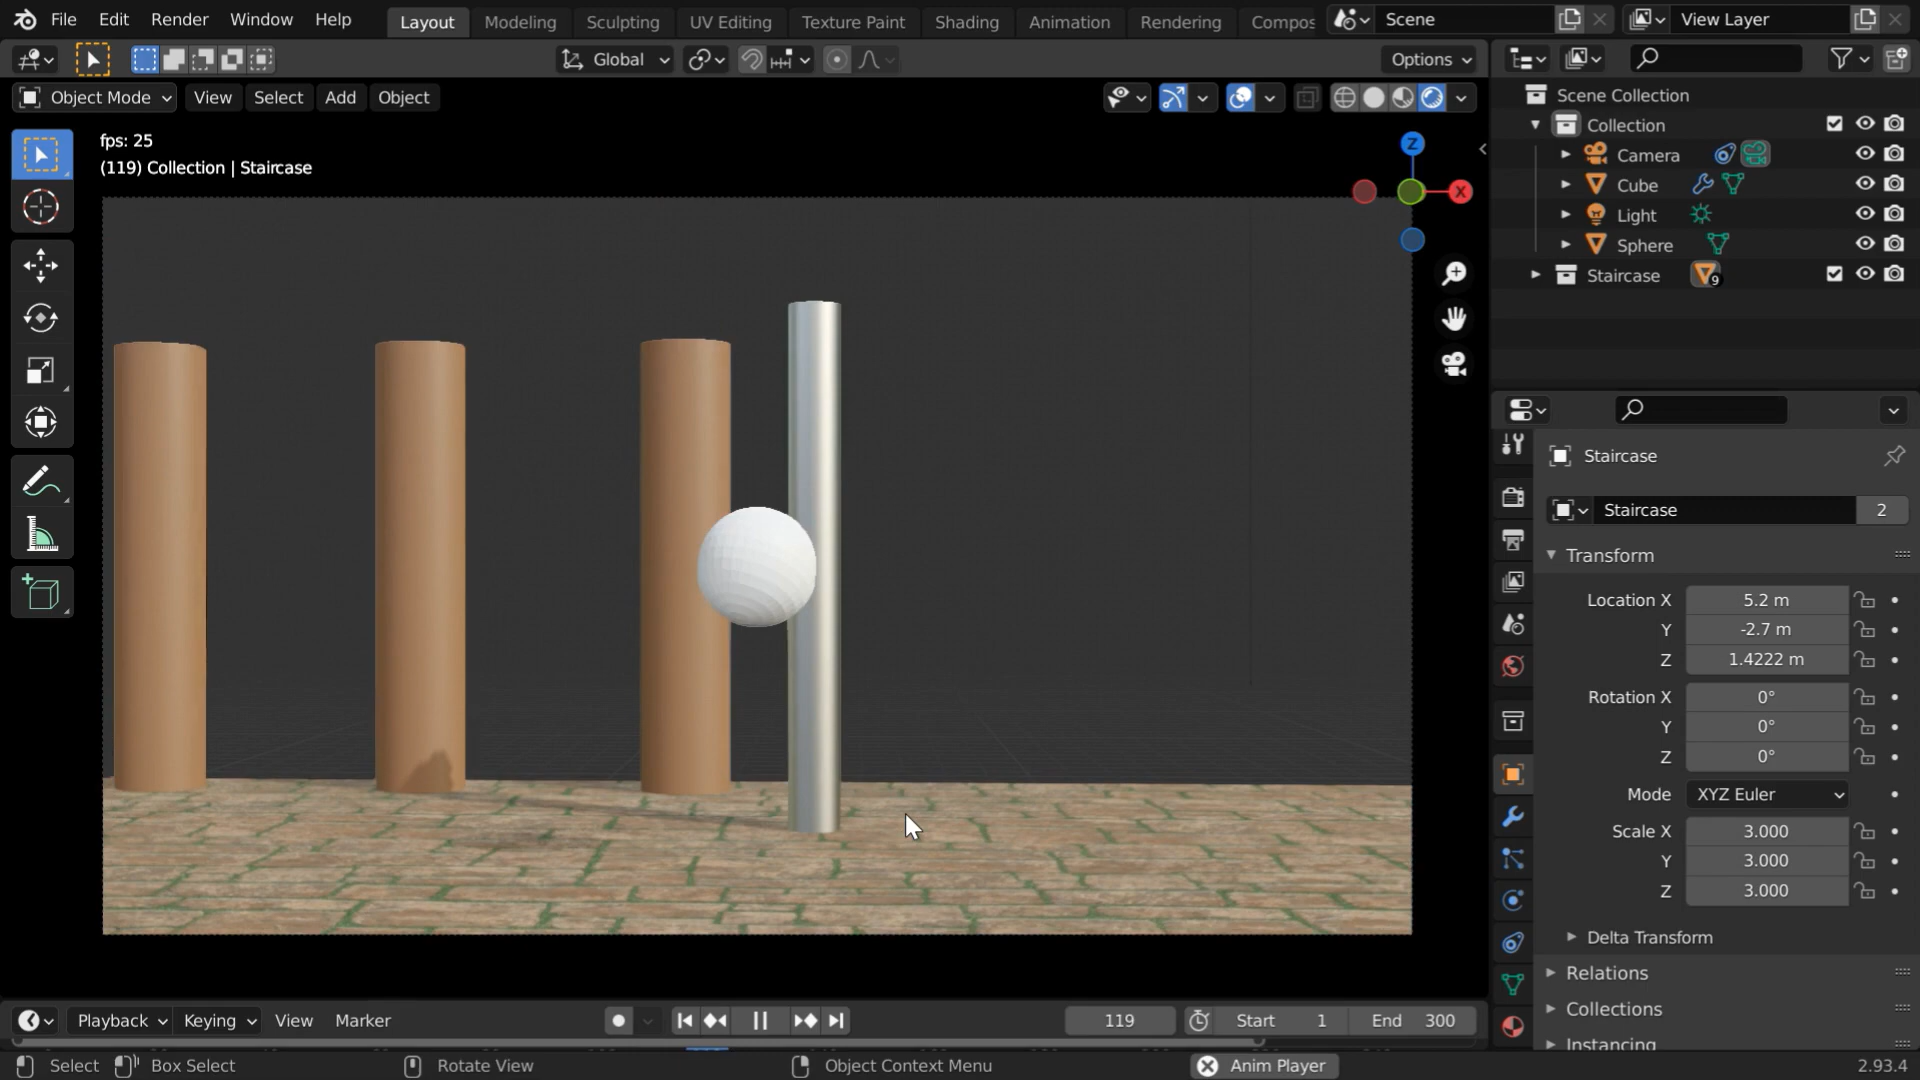 File Edit Render Window Help
Layout Modeling Sculpting UV Editing Texture Paint Shading Animation Rendering Compos
Scene
View Layer
Global
Options
Object Mode View Select Add Object
fps: 25
(119) Collection | Staircase
Z
X
Scene Collection
Collection
Camera
Cube
Light
Sphere
Staircase 9
Staircase
Staircase 2
Transform
Location X 5.2 m
Y -2.7 m
Z 1.4222 m
Rotation X 0°
Y 0°
Z 0°
Mode XYZ Euler
Scale X 3.000
Y 3.000
Z 3.000
Delta Transform
Relations
Collections
Instancing
Playback Keying View Marker
119 Start 1 End 300
Select Box Select Rotate View Object Context Menu Anim Player 2.93.4